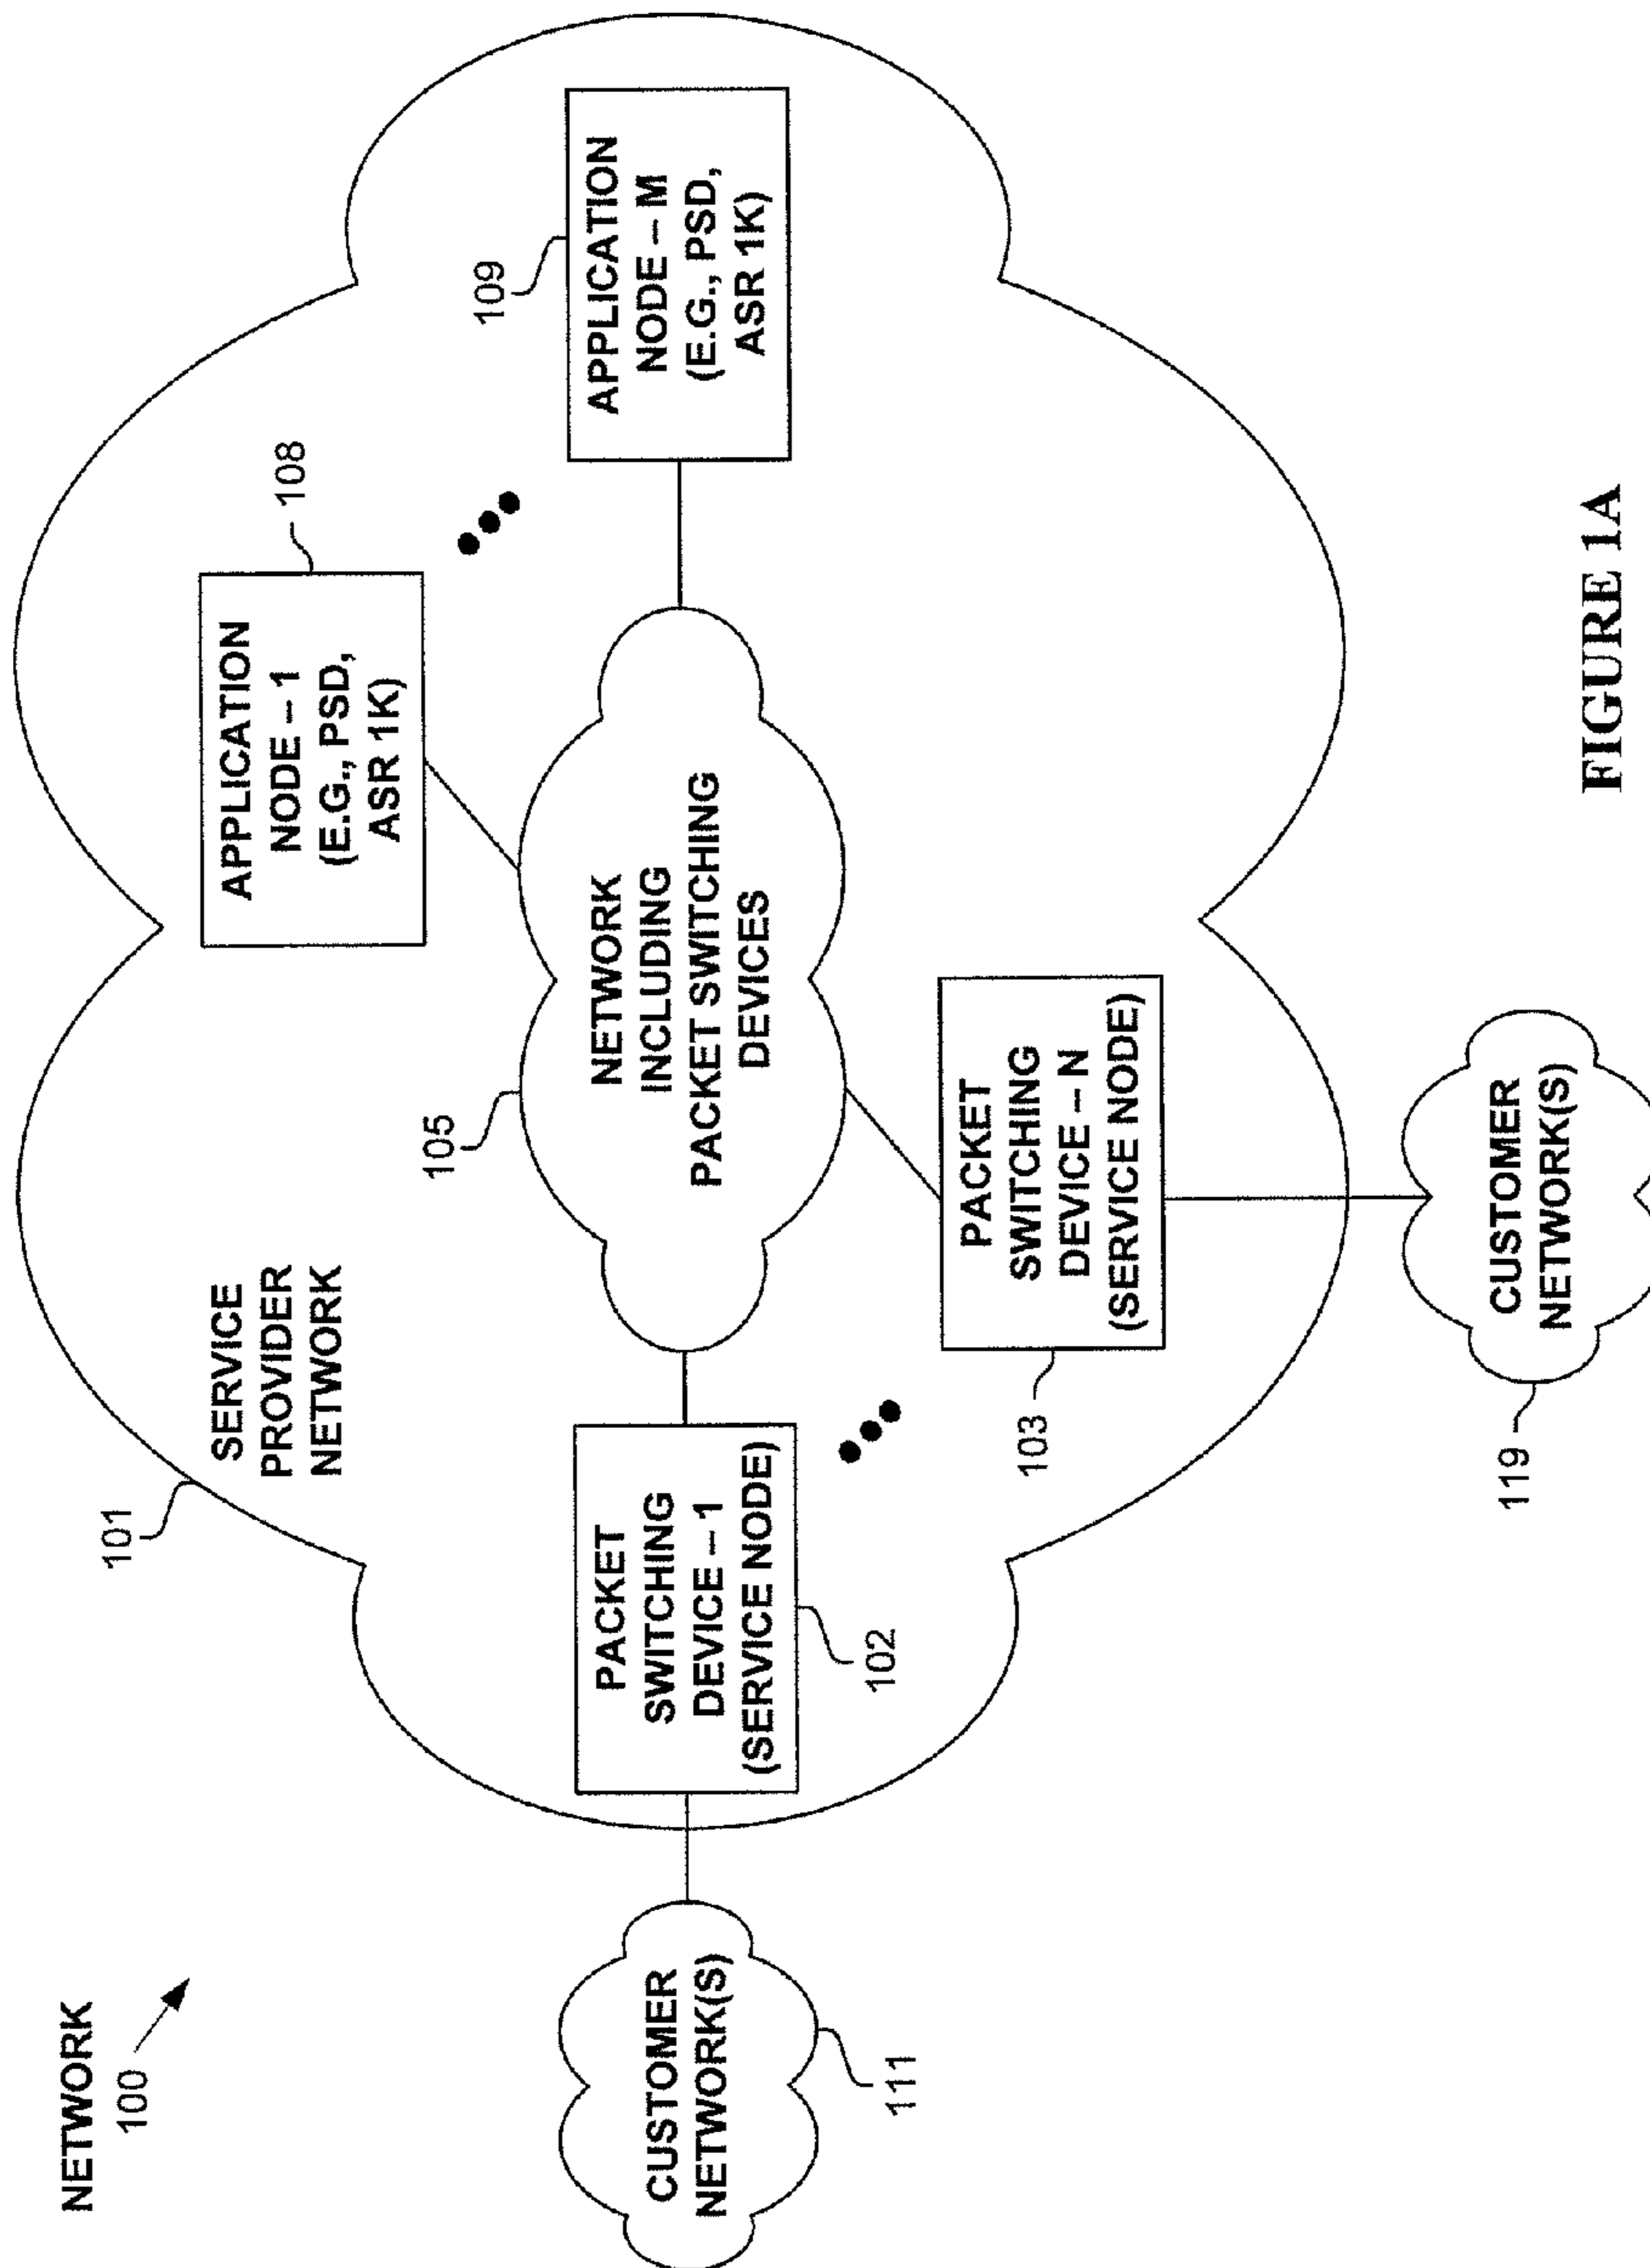 NETWORK
100
101
SERVICE
PROVIDER
NETWORK
APPLICATION
NODE – 1
(E.G., PSD,
ASR 1K)
108
105
NETWORK
INCLUDING
PACKET SWITCHING
DEVICES
109
APPLICATION
NODE – M
(E.G., PSD,
ASR 1K)
CUSTOMER
NETWORK(S)
111
PACKET
SWITCHING
DEVICE – 1
(SERVICE NODE)
102
PACKET
SWITCHING
DEVICE – N
(SERVICE NODE)
103
CUSTOMER
NETWORK(S)
119
FIGURE 1A